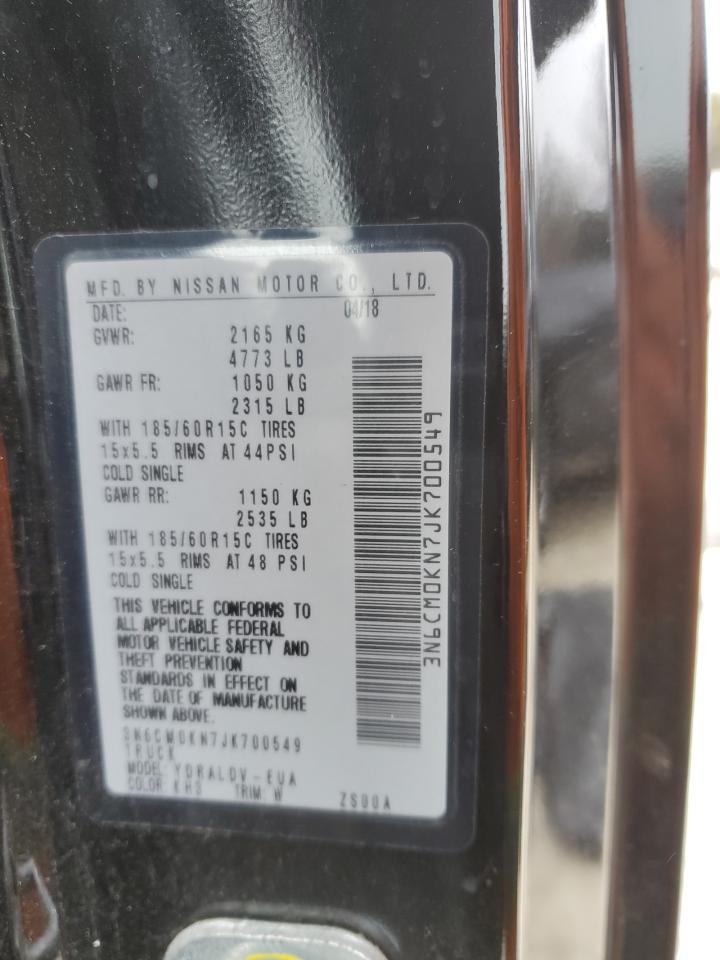 MFD. BY NISSAN MOTOR CO., LTD.
DATE: 04/18
GVWR: 2165 KG
4773 LB
GAWR FR: 1050 KG
2315 LB
WITH 185/60R15C TIRES
15x5.5 RIMS AT 44PSI
COLD SINGLE
GAWR RR: 1150 KG
2535 LB
WITH 185/60R15C TIRES
15x5.5 RIMS AT 48 PSI
COLD SINGLE
THIS VEHICLE CONFORMS TO
ALL APPLICABLE FEDERAL
MOTOR VEHICLE SAFETY AND
THEFT PREVENTION
STANDARDS IN EFFECT ON
THE DATE OF MANUFACTURE
SHOWN ABOVE.
3N6CM0KN7JK700549
TRUCK
MODEL: YDRALDV-EUA
COLOR: KH3 TRIM: W ZS00A
3N6CM0KN7JK700549